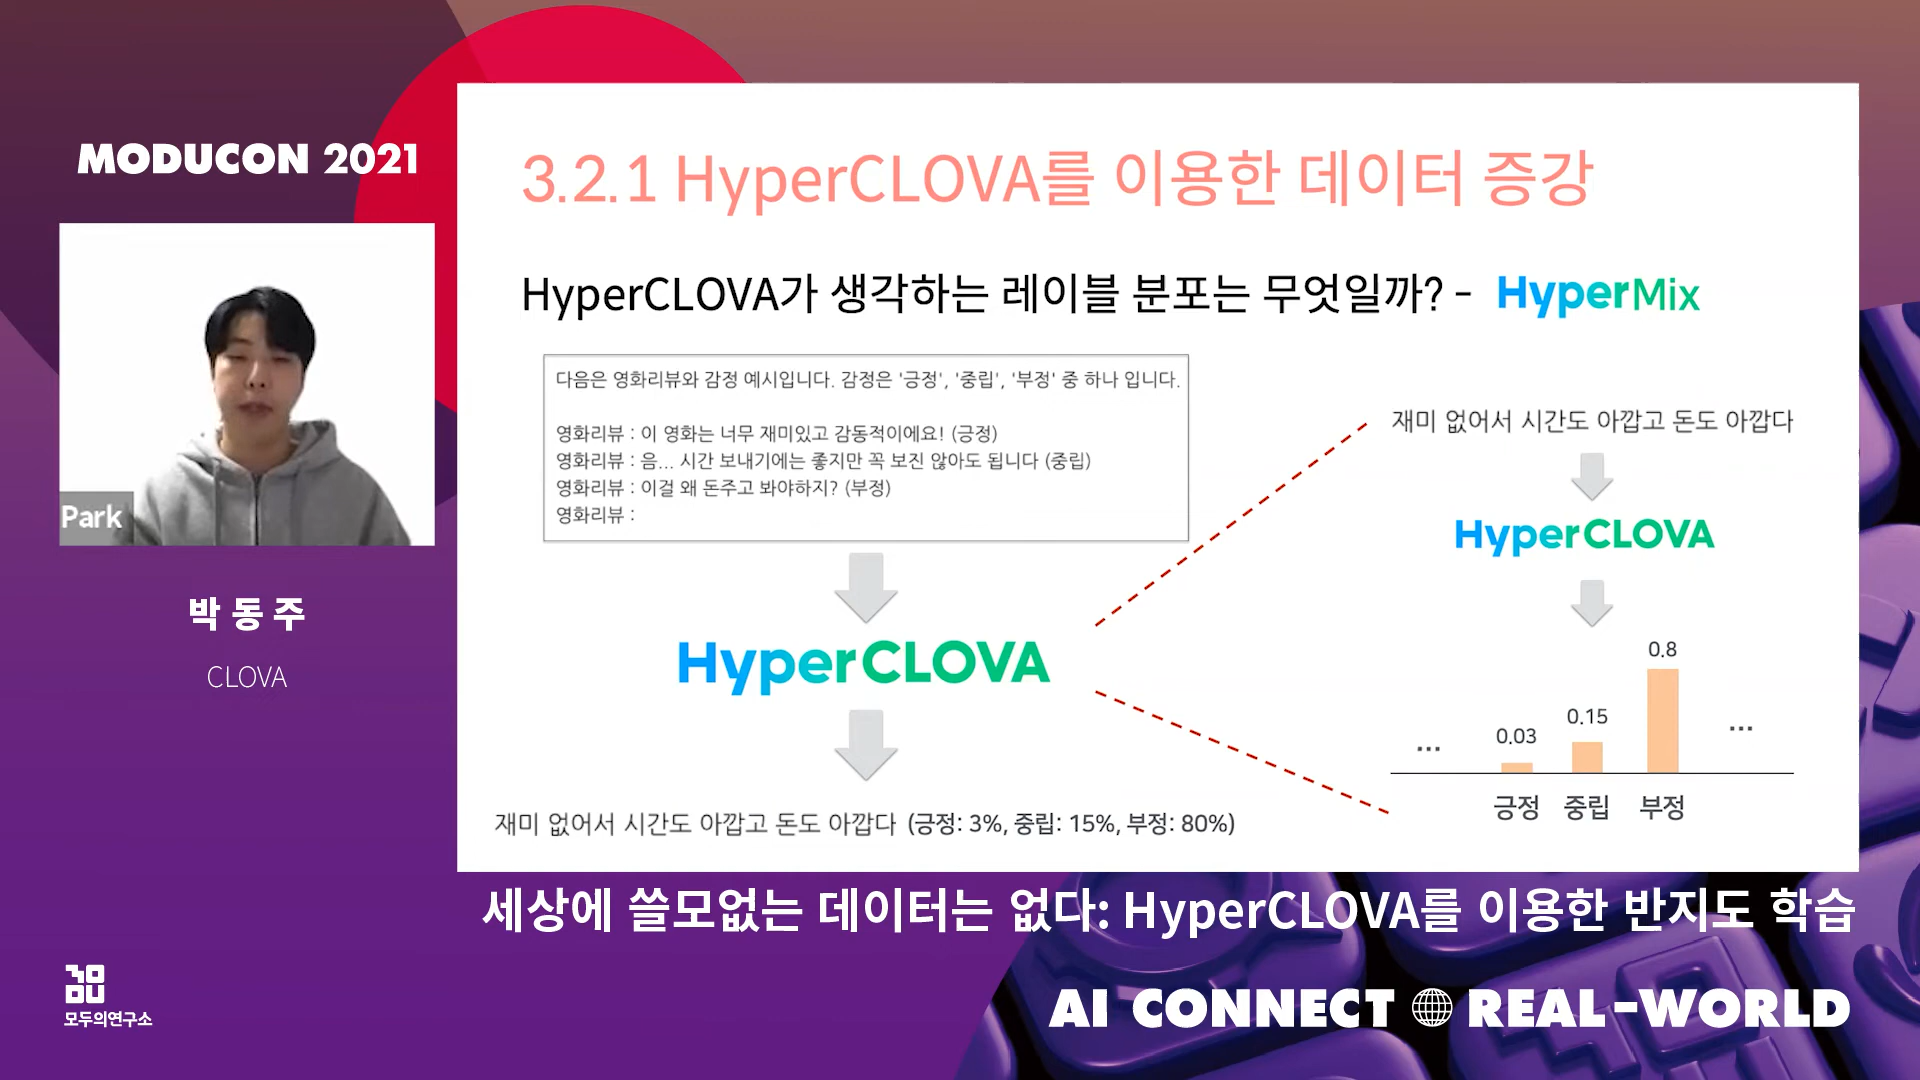 MODUCON 2021
Park
박동주
CLOVA
모두의연구소
3.2.1 HyperCLOVA를 이용한 데이터 증강
HyperCLOVA가 생각하는 레이블 분포는 무엇일까? - HyperMix
다음은 영화리뷰와 감정 예시입니다. 감정은 '긍정', '중립', '부정' 중 하나 입니다.
영화리뷰 : 이 영화는 너무 재미있고 감동적이에요! (긍정)
영화리뷰 : 음... 시간 보내기에는 좋지만 꼭 보진 않아도 됩니다 (중립)
영화리뷰 : 이걸 왜 돈주고 봐야하지? (부정)
영화리뷰 :
HyperCLOVA
재미 없어서 시간도 아깝고 돈도 아깝다 (긍정: 3%, 중립: 15%, 부정: 80%)
재미 없어서 시간도 아깝고 돈도 아깝다
HyperCLOVA
... 0.03 0.15 0.8 ...
긍정 중립 부정
세상에 쓸모없는 데이터는 없다: HyperCLOVA를 이용한 반지도 학습
AI CONNECT REAL-WORLD